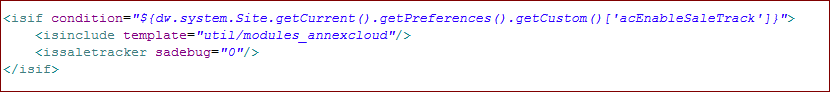 <isif condition="${dw.system.Site.getCurrent().getPreferences().getCustom()['acEnableSaleTrack']}">
<isinclude template="util/modules_annexcloud"/>
<issaletracker sadebug="0"/>
</isif>